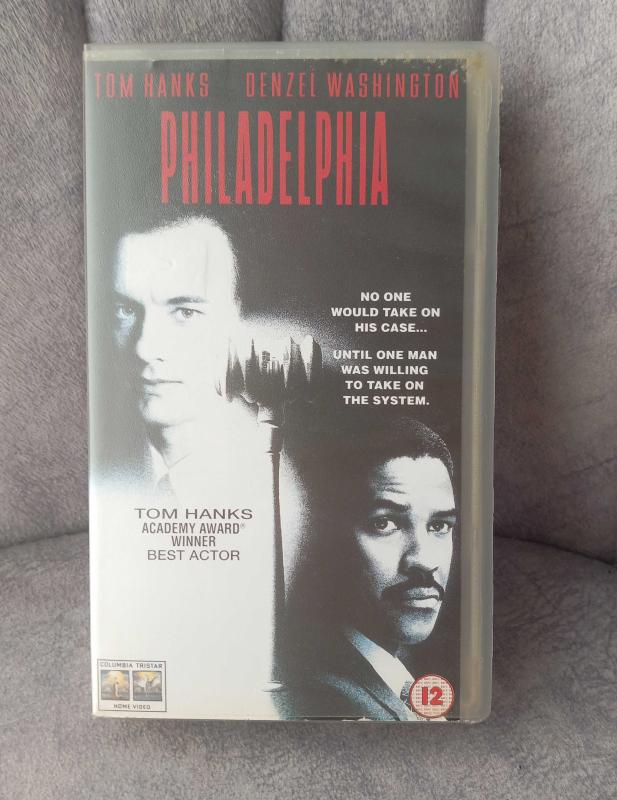 TOM HANKS DENZEL WASHINGTON
PHILADELPHIA
NO ONE
WOULD TAKE ON
HIS CASE...
UNTIL ONE MAN
WAS WILLING
TO TAKE ON
THE SYSTEM.
TOM HANKS
ACADEMY AWARD®
WINNER
BEST ACTOR
COLUMBIA TRISTAR
HOME VIDEO
12